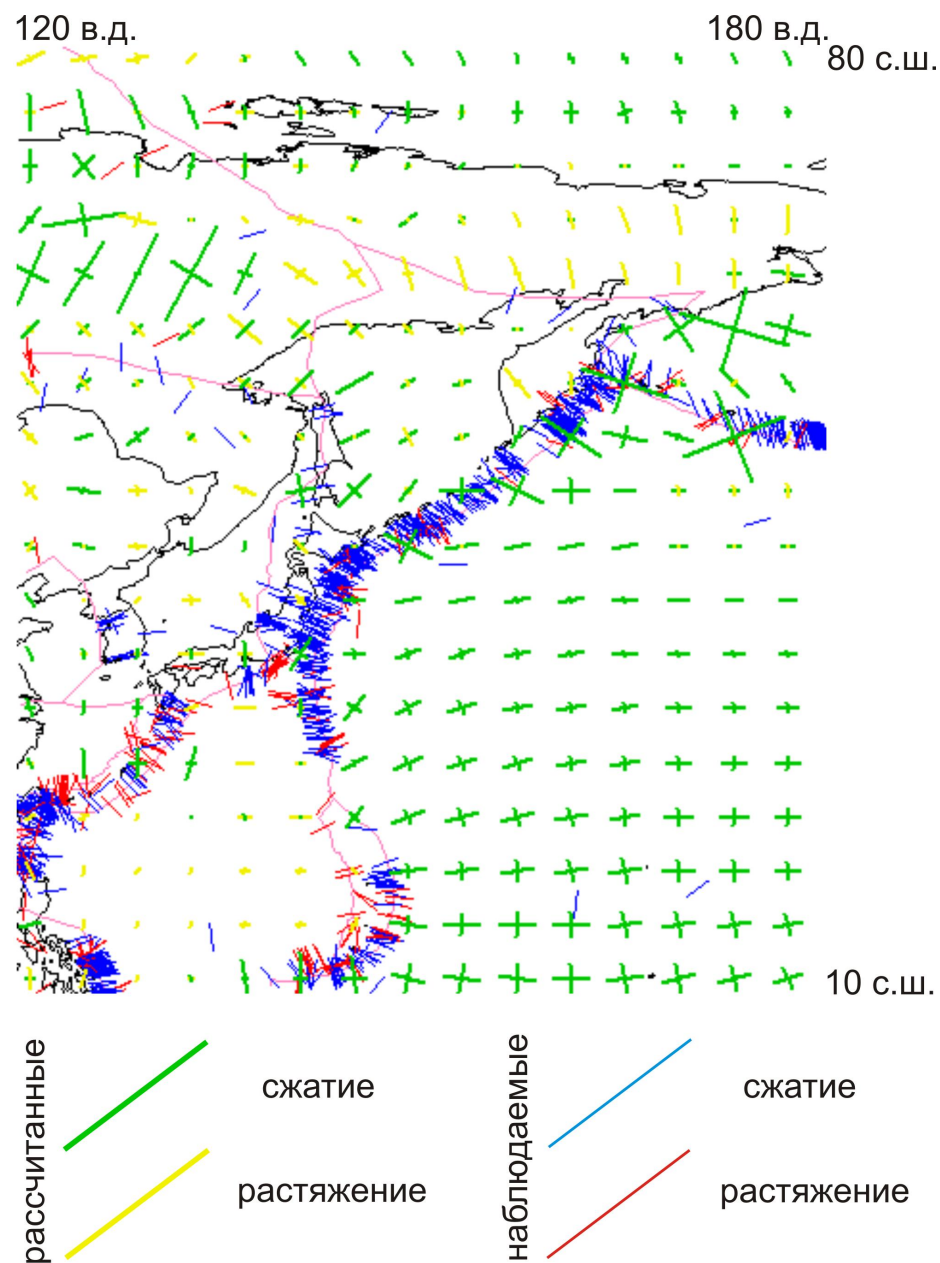 120 в.д.
180 в.д.
80 с.ш.
10 с.ш.
рассчитанные
сжатие
растяжение
наблюдаемые
сжатие
растяжение